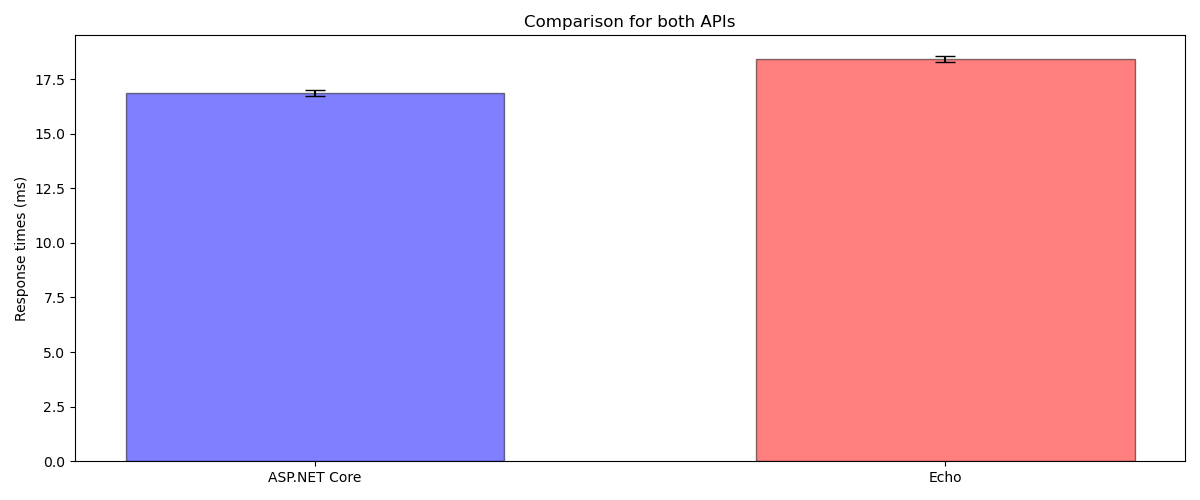 Comparison for both APIs
Response times (ms)
17.5
15.0
12.5
10.0
7.5
5.0
2.5
0.0
ASP.NET Core
Echo